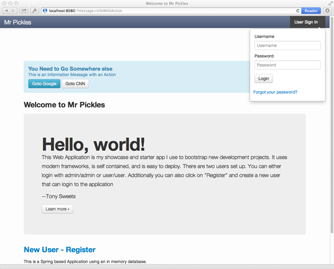 Welcome to Mr Pickles
localhost:8080
Reader
Mr Pickles
User Sign In
Username
Username
Password
Password
Login
Forgot your password?
You Need to Go Somewhere else
This is an Information Message with an Action
Goto Google
Goto CNN
Welcome to Mr Pickles
Hello, world!
This Web Application is my showcase and starter app I use to bootstrap new development projects. It uses
modern frameworks, is self contained, and is easy to deploy. There are two users set up. You can either
login with admin/admin or user/user. Additionaly you can also click on "Register" and create a new user
that can login to the application
--Tony Sweets
Learn more ›
New User - Register
This is a Spring based Application using an in memory database.